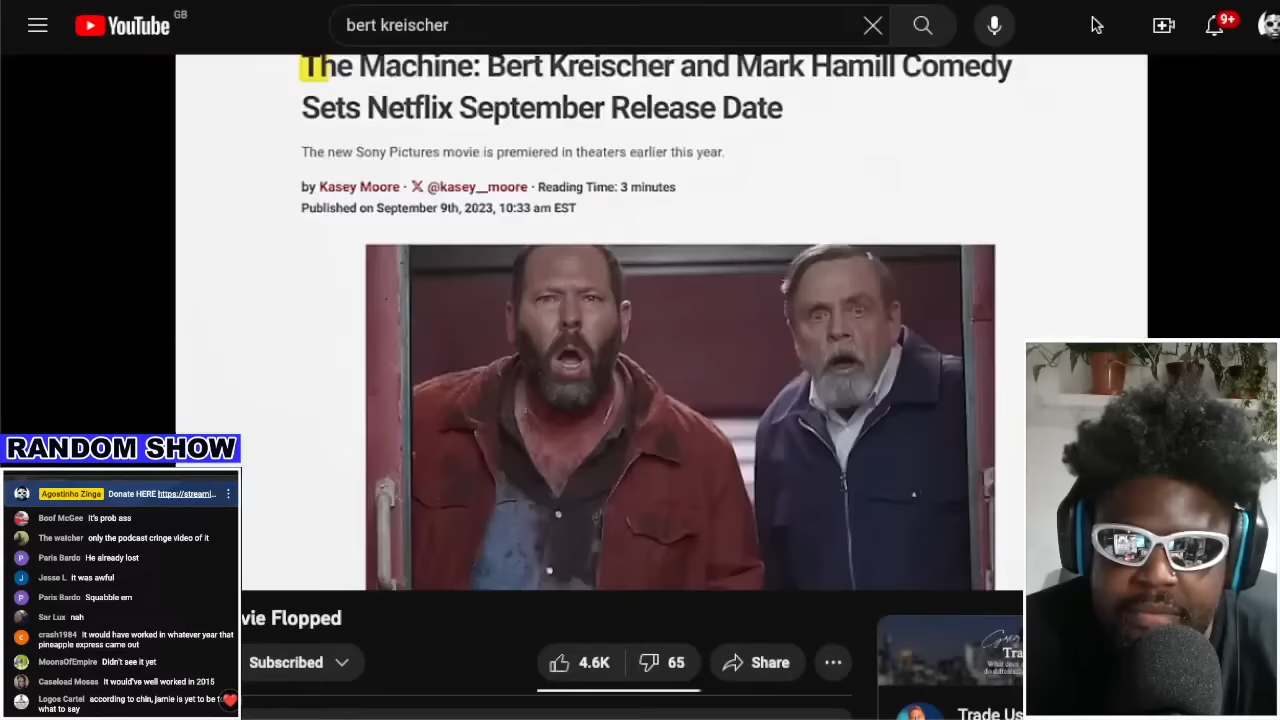 YouTube
GB
bert kreischer
9+
The Machine: Bert Kreischer and Mark Hamill Comedy
Sets Netflix September Release Date
The new Sony Pictures movie is premiered in theaters earlier this year.
by Kasey Moore · X @kasey__moore · Reading Time: 3 minutes
Published on September 9th, 2023, 10:33 am EST
RANDOM SHOW
Agostinho Zinga Donate HERE https://streaml...
Boof McGee It's prob ass
The watcher only the podcast cringe video of it
Paris Bardo He already lost
Jesse L it was awful
Paris Bardo Squabble em
Sar Lux nah
crash1984 It would have worked in whatever year that
pineapple express came out
MoonsOfEmpire Didn't see it yet
Caseload Moses It would've well worked in 2015
Logos Cartel according to chin, jamie is yet to be
what to say
vie Flopped
Subscribed
4.6K
65
Share
Tra
Trade Us